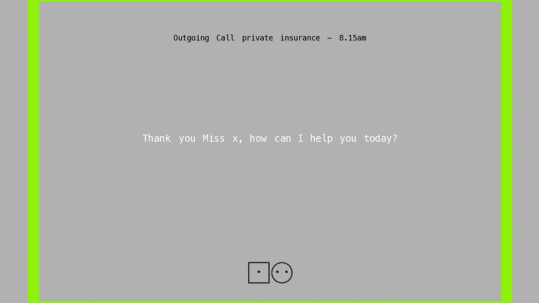 Outgoing Call private insurance – 8.15am
Thank you Miss x, how can I help you today?